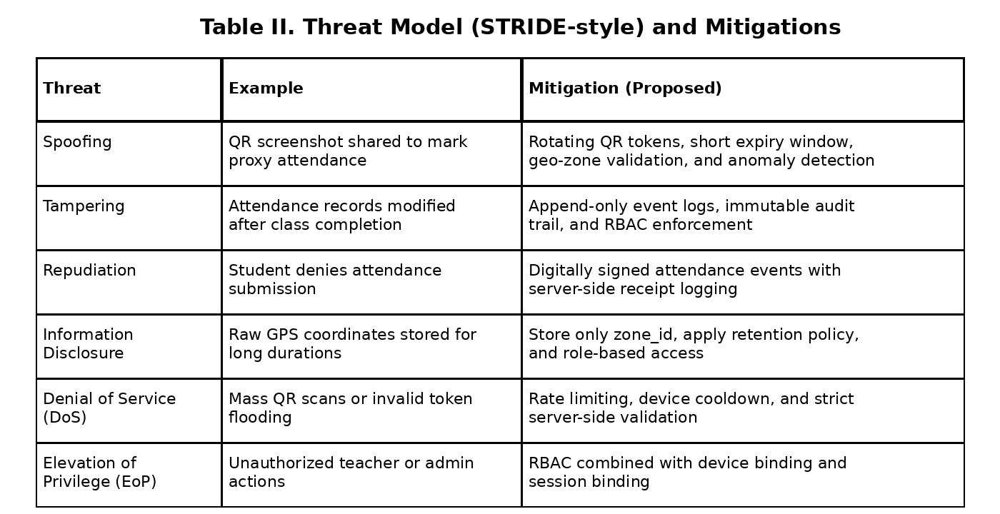 Table II. Threat Model (STRIDE-style) and Mitigations
Threat
Example
Mitigation (Proposed)
Spoofing
QR screenshot shared to mark
proxy attendance
Rotating QR tokens, short expiry window,
geo-zone validation, and anomaly detection
Tampering
Attendance records modified
after class completion
Append-only event logs, immutable audit
trail, and RBAC enforcement
Repudiation
Student denies attendance
submission
Digitally signed attendance events with
server-side receipt logging
Information
Disclosure
Raw GPS coordinates stored for
long durations
Store only zone_id, apply retention policy,
and role-based access
Denial of Service
(DoS)
Mass QR scans or invalid token
flooding
Rate limiting, device cooldown, and strict
server-side validation
Elevation of
Privilege (EoP)
Unauthorized teacher or admin
actions
RBAC combined with device binding and
session binding